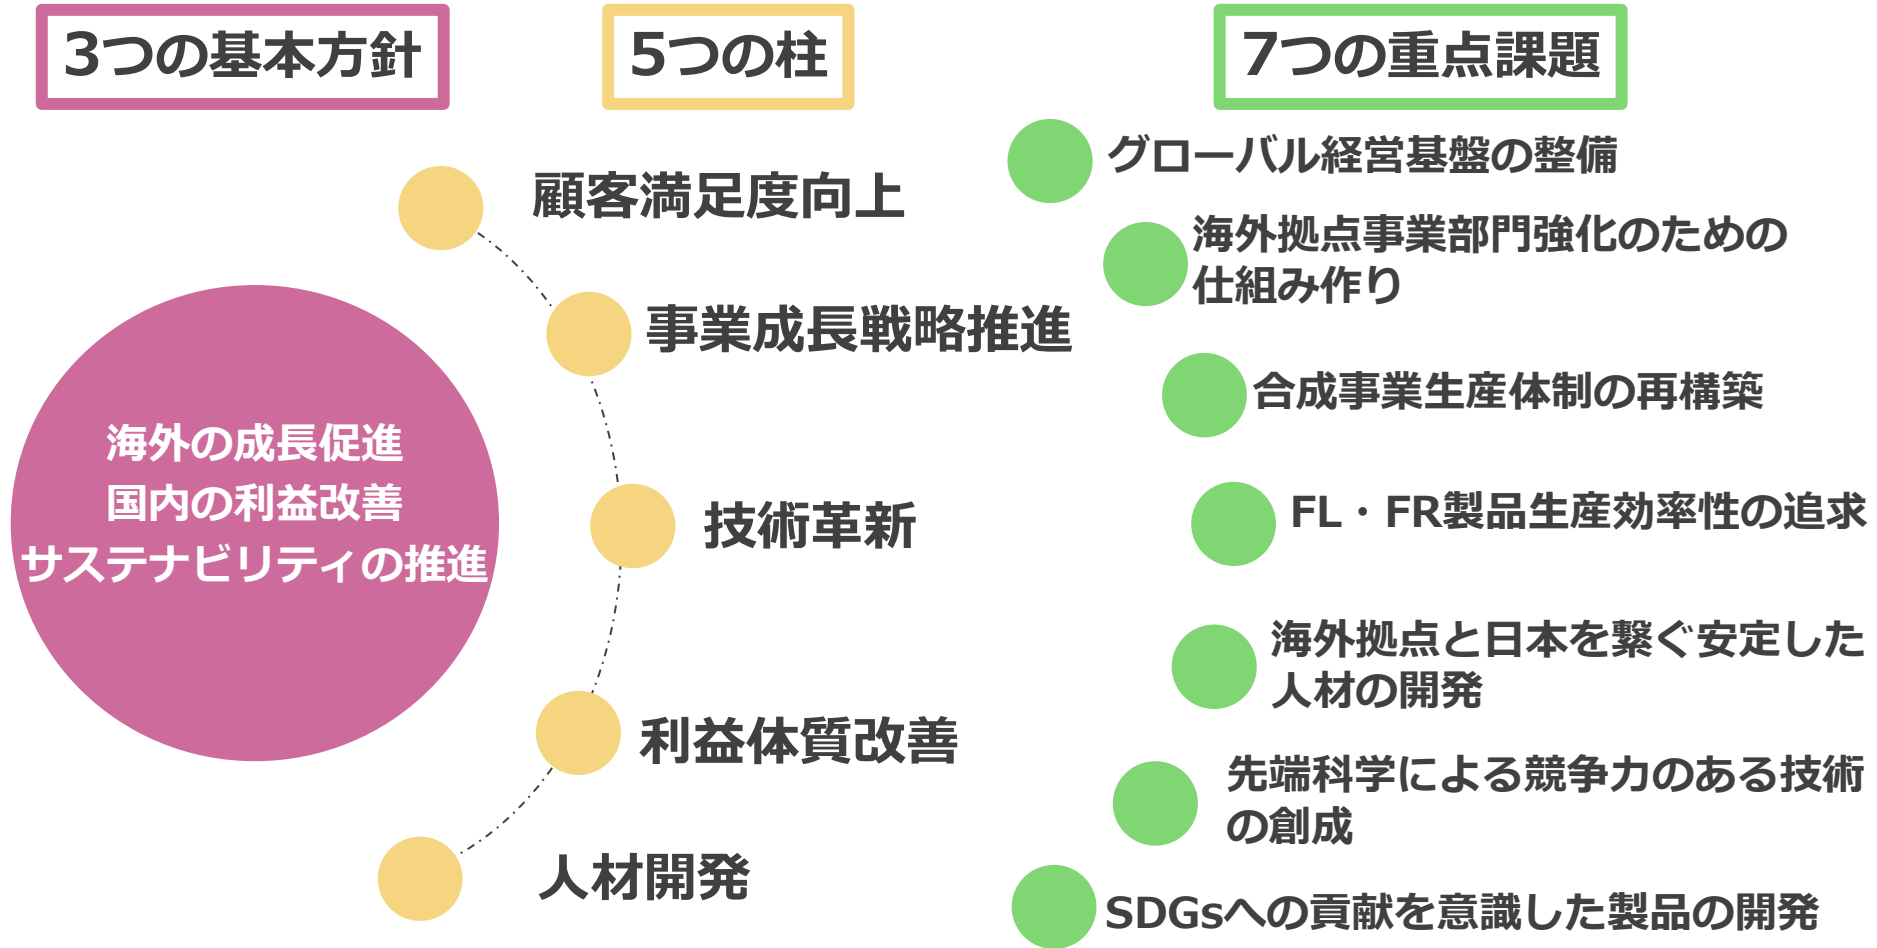 3つの基本方針
海外の成長促進
国内の利益改善
サステナビリティの推進
5つの柱
顧客満足度向上
事業成長戦略推進
技術革新
利益体質改善
人材開発
7つの重点課題
グローバル経営基盤の整備
海外拠点事業部門強化のための
仕組み作り
合成事業生産体制の再構築
FL・FR製品生産効率性の追求
海外拠点と日本を繋ぐ安定した
人材の開発
先端科学による競争力のある技術
の創成
SDGsへの貢献を意識した製品の開発